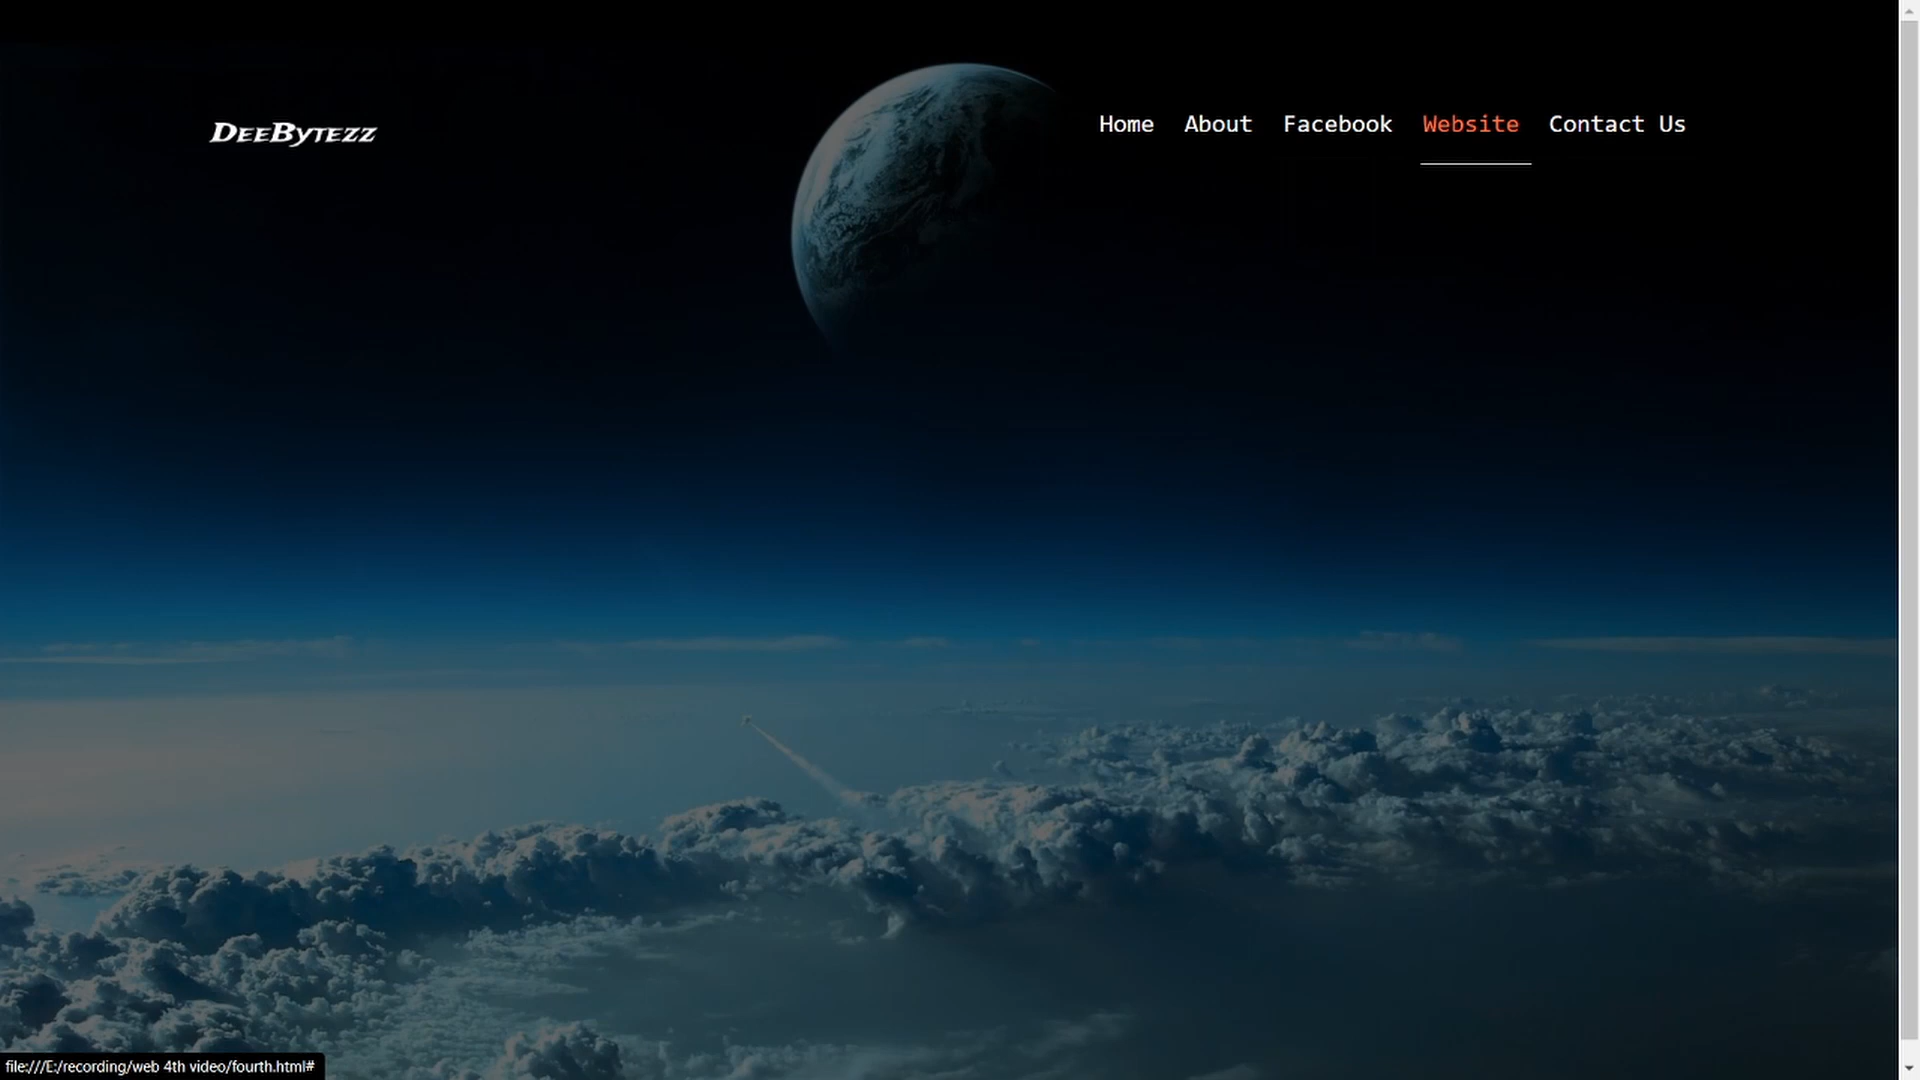 DEEBYTEZZ
Home About Facebook Website Contact Us
file:///E:/recording/web 4th video/fourth.html#